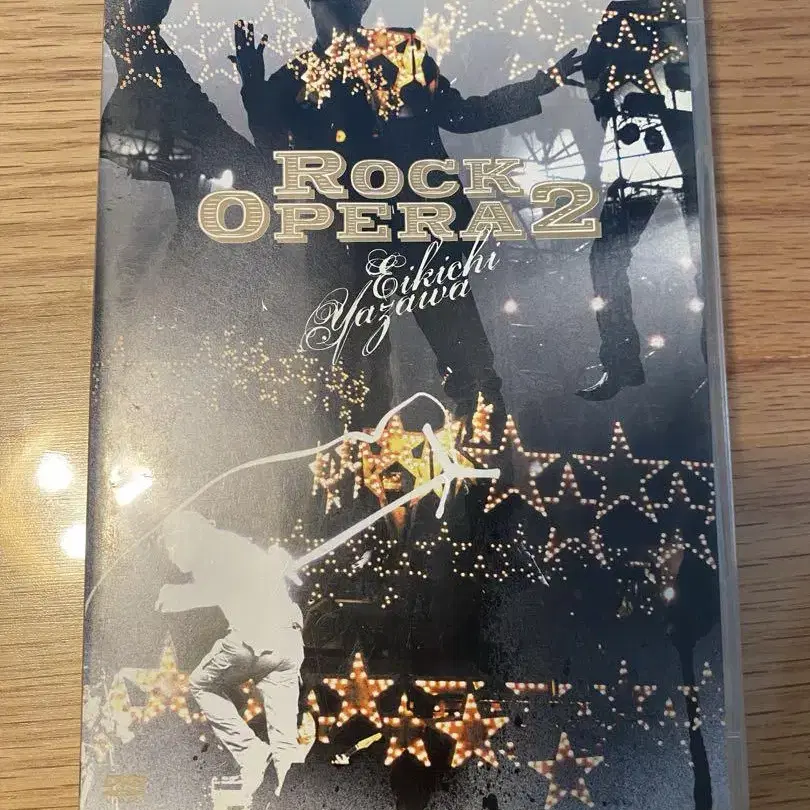 ROCK
OPERA 2
Eikichi
Yazawa